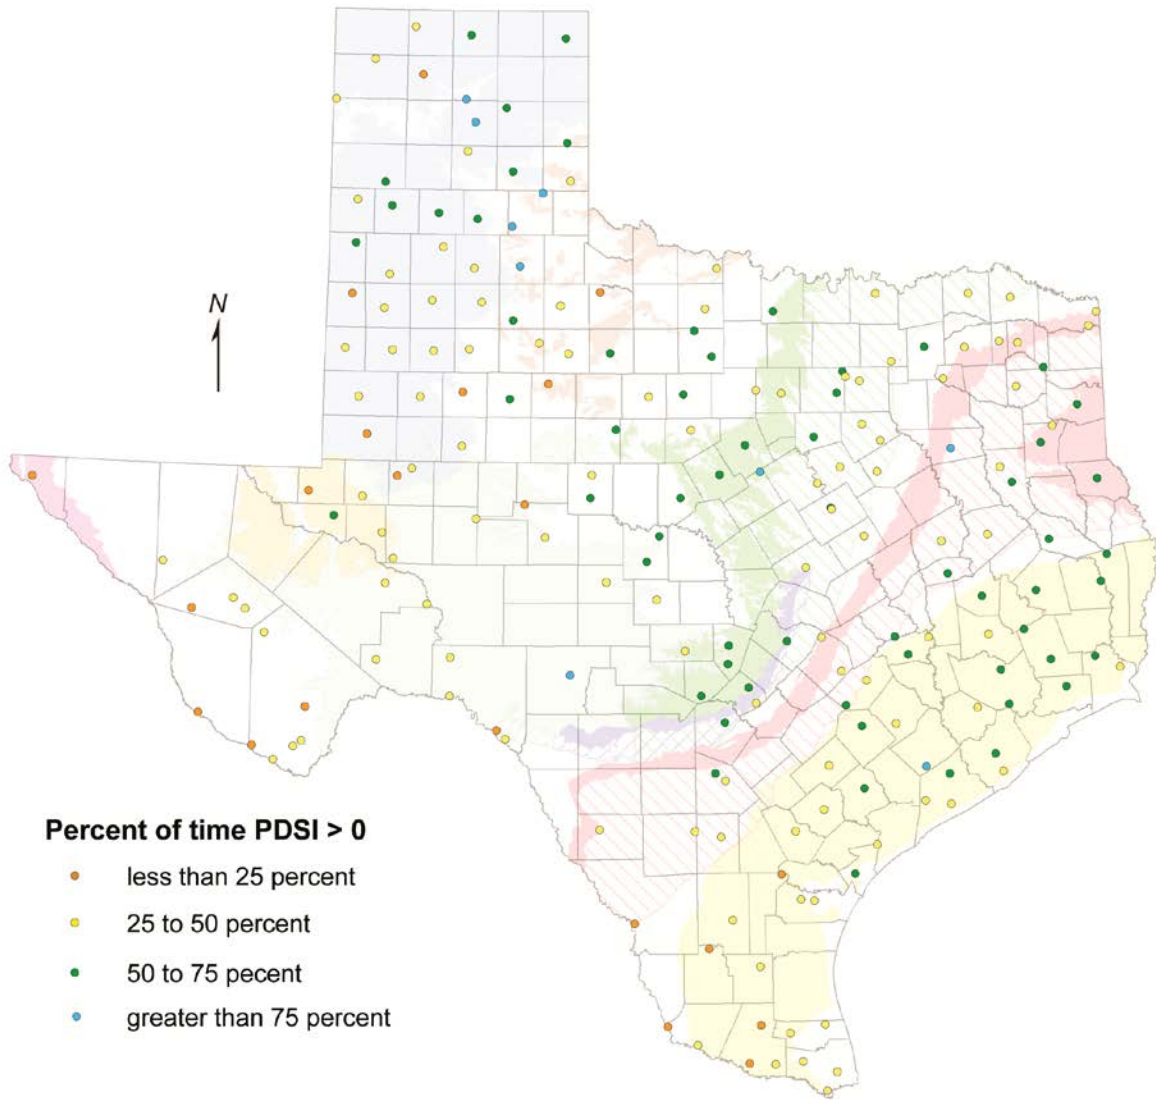 N
Percent of time PDSI > 0
less than 25 percent
25 to 50 percent
50 to 75 pecent
greater than 75 percent